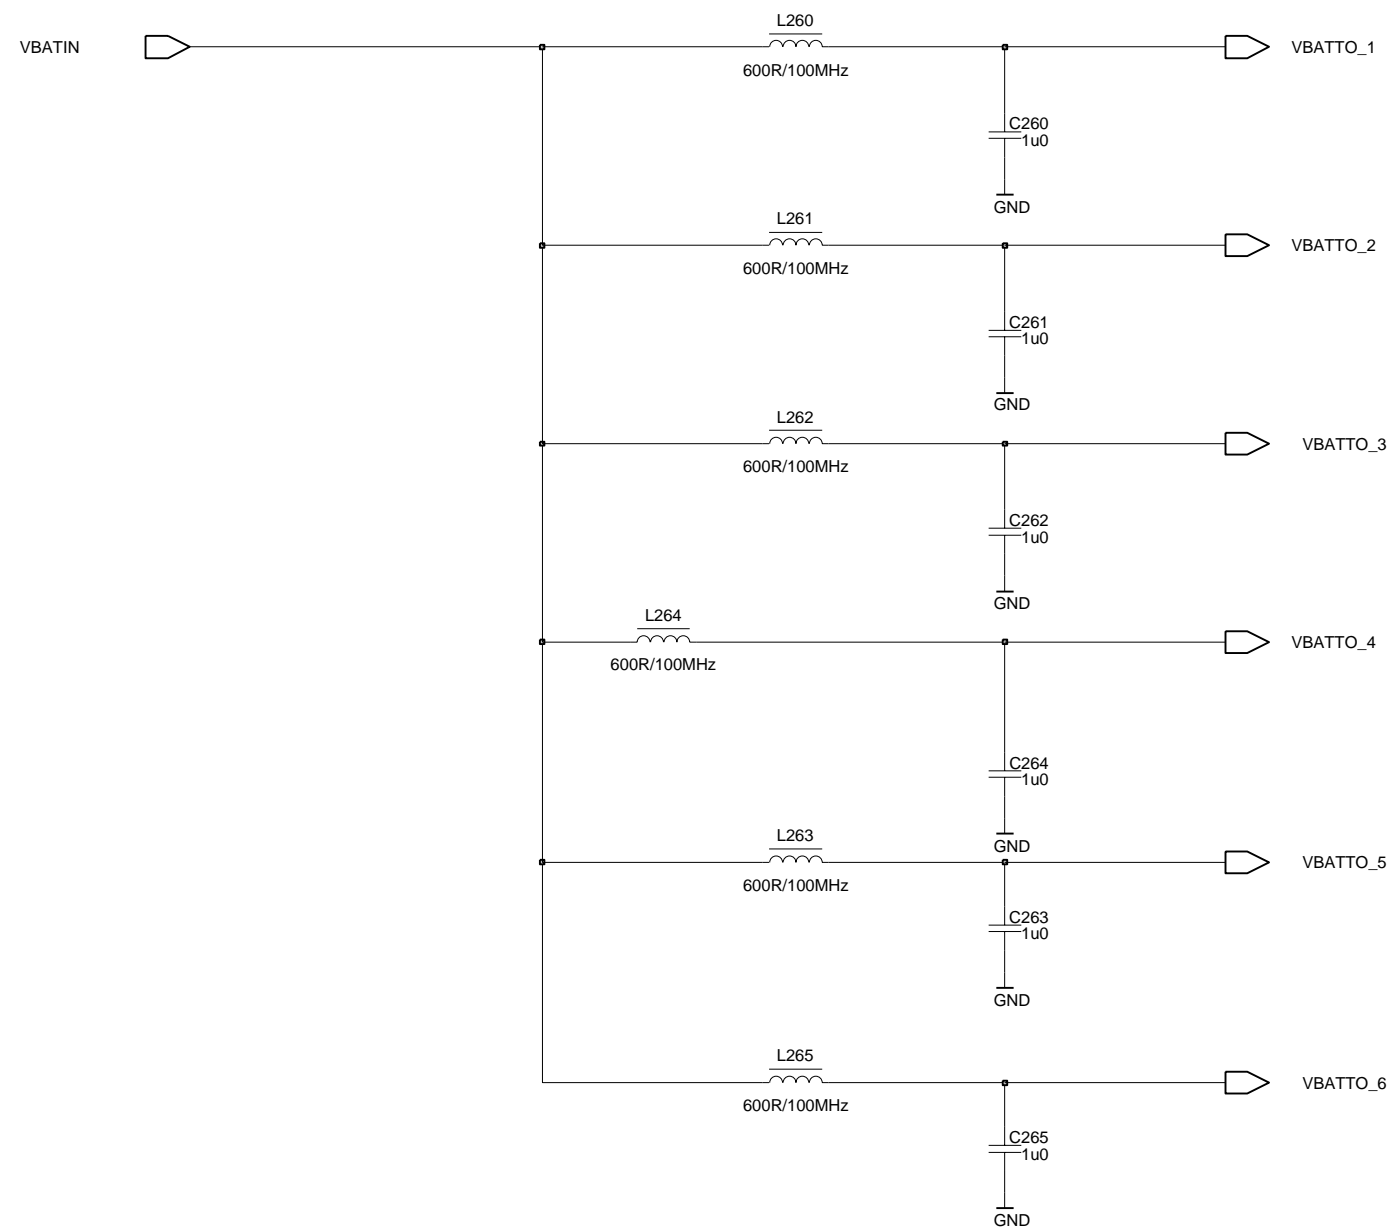 L260
VBATIN
VBATTO_1
600R/100MHz
C260
1u0
GND
L261
VBATTO_2
600R/100MHz
C261
1u0
GND
L262
VBATTO_3
600R/100MHz
C262
1u0
GND
L264
VBATTO_4
600R/100MHz
C264
1u0
GND
L263
VBATTO_5
600R/100MHz
C263
1u0
GND
L265
VBATTO_6
600R/100MHz
C265
1u0
GND